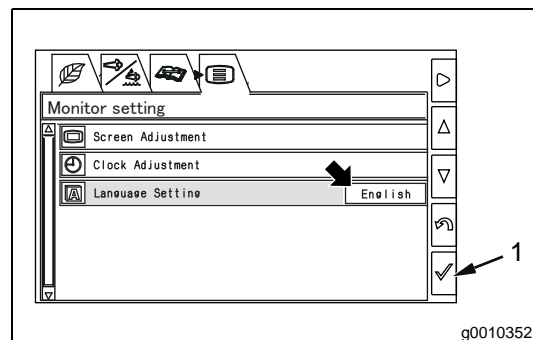 Monitor setting
Screen Adjustment
Clock Adjustment
A Language Setting English
1
g0010352